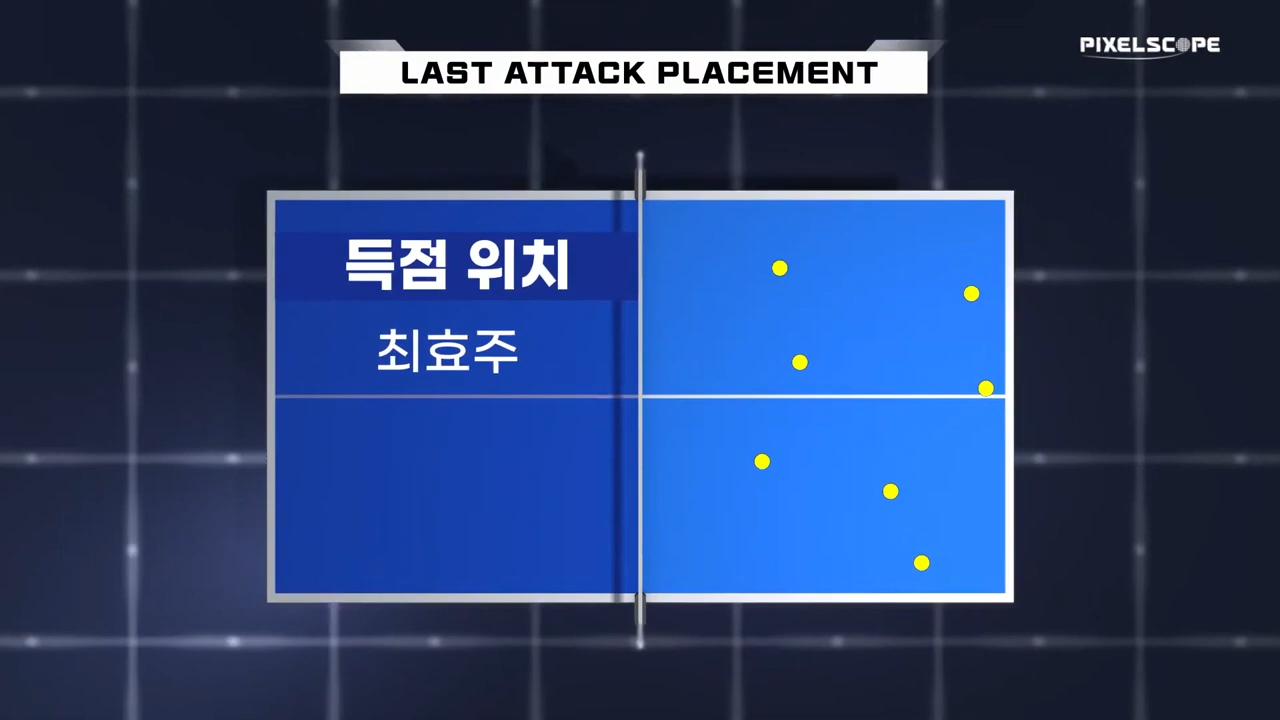 PIXELSCOPE
LAST ATTACK PLACEMENT
득점 위치
최효주